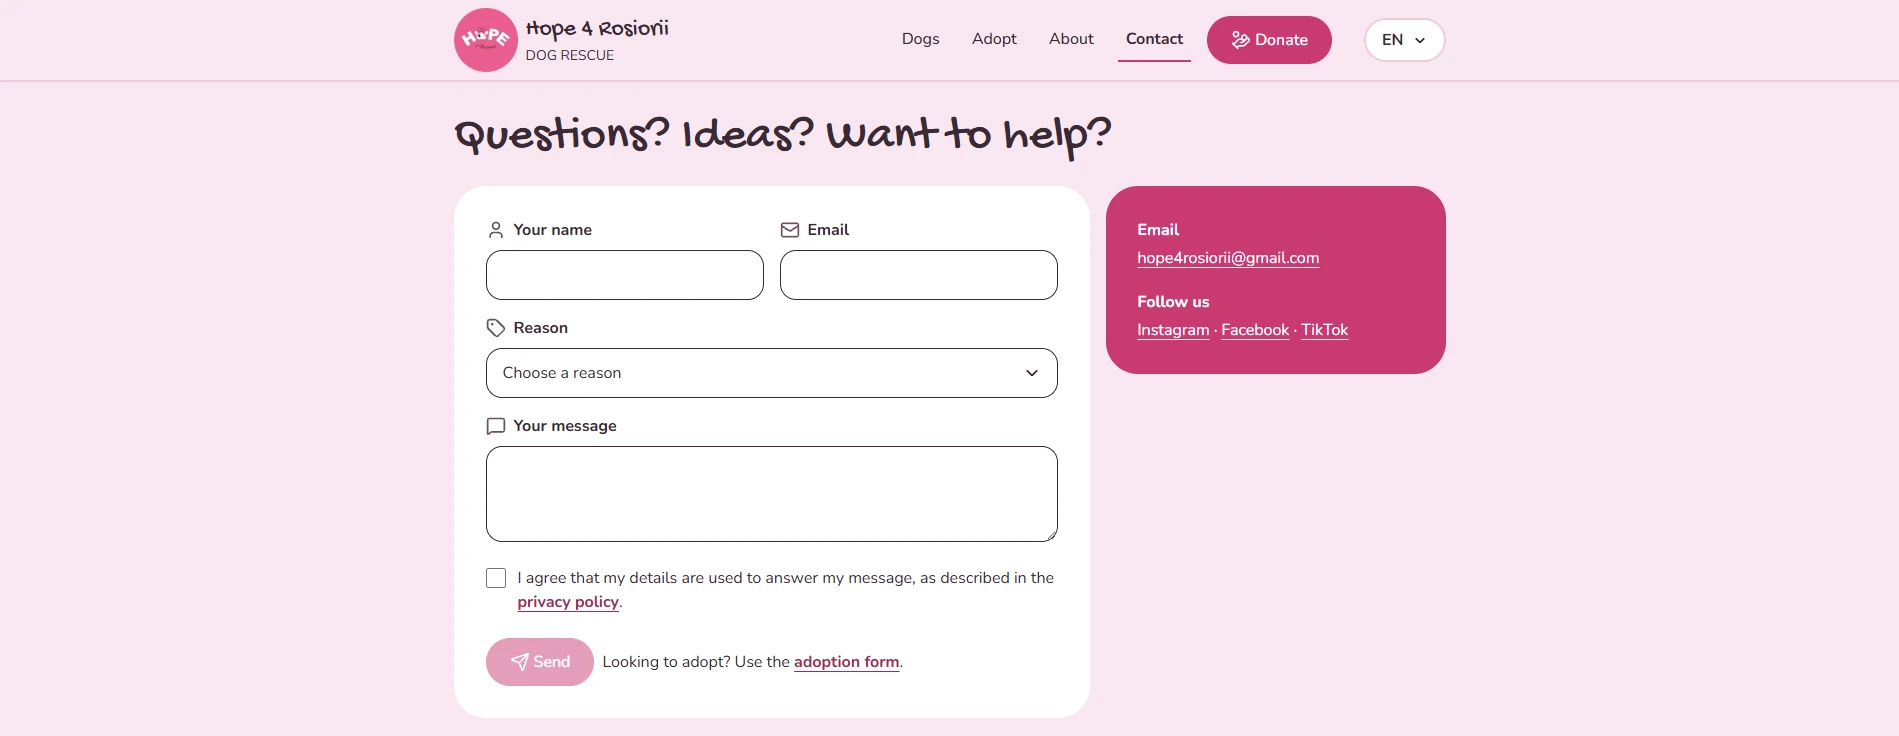 HOPE
Hope 4 Rosiorii
DOG RESCUE
Dogs
Adopt
About
Contact
Donate
EN
Questions? Ideas? Want to help?
Your name
Email
Reason
Choose a reason
Your message
I agree that my details are used to answer my message, as described in the
privacy policy.
Send
Looking to adopt? Use the adoption form.
Email
hope4rosiorii@gmail.com
Follow us
Instagram · Facebook · TikTok